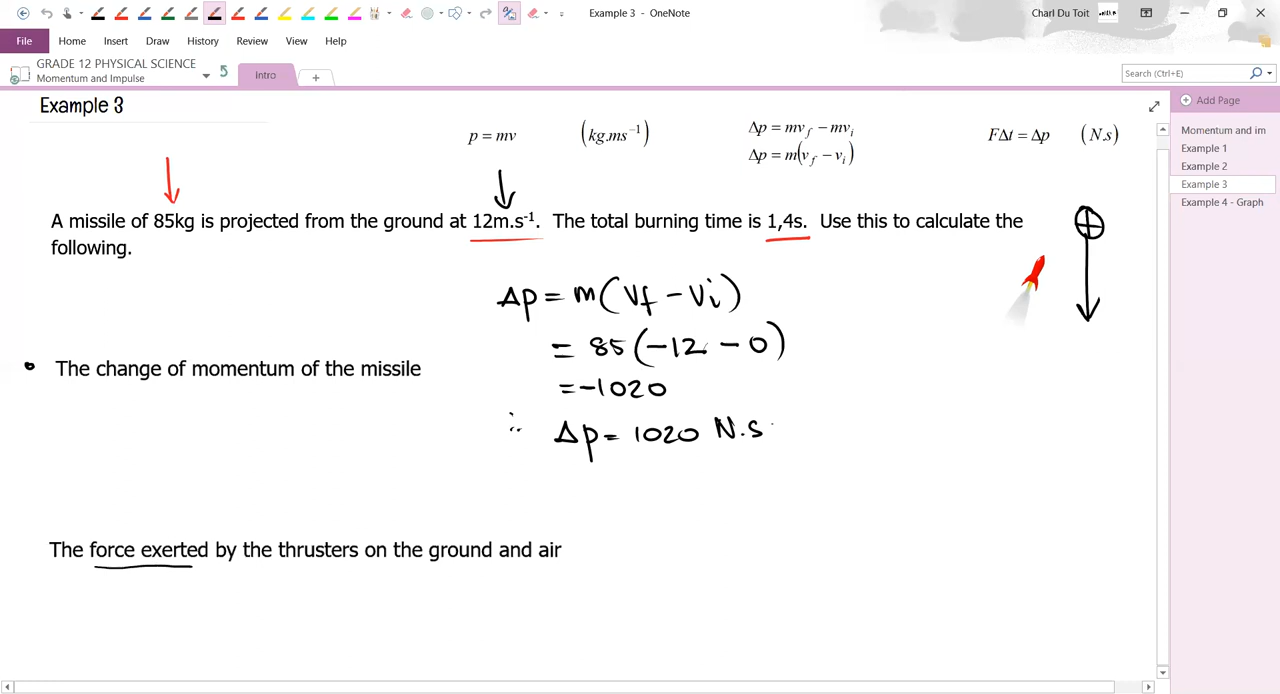 Example 3 - OneNote
Charl Du Toit
File Home Insert Draw History Review View Help
GRADE 12 PHYSICAL SCIENCE
Momentum and Impulse
Intro
+
Search (Ctrl+E)
Add Page
Momentum and im
Example 1
Example 2
Example 3
Example 4 - Graph
Example 3
p = mv (kg.ms⁻¹) Δp = mv_f − mv_i FΔt = Δp (N.s)
Δp = m(v_f − v_i)
A missile of 85kg is projected from the ground at 12m.s⁻¹. The total burning time is 1,4s. Use this to calculate the
following.
Δp = m(Vf − Vi)
= 85(−12 − 0)
The change of momentum of the missile
= −1020
∴ Δp = 1020 N.s
The force exerted by the thrusters on the ground and air